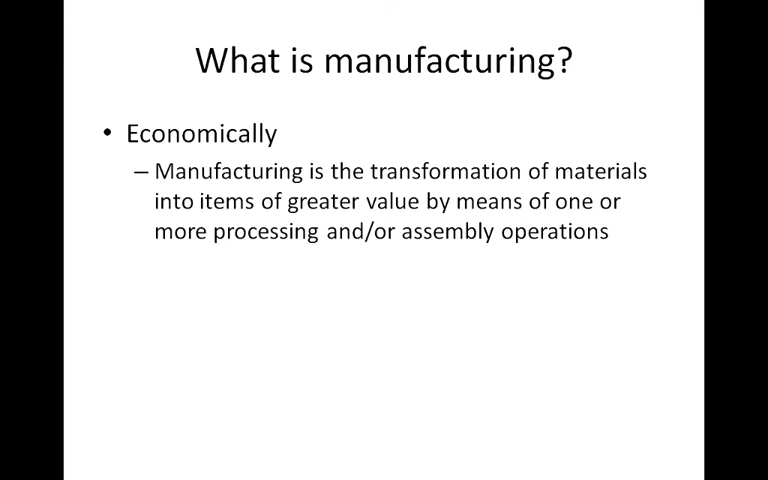 What is manufacturing?
• Economically
– Manufacturing is the transformation of materials
into items of greater value by means of one or
more processing and/or assembly operations